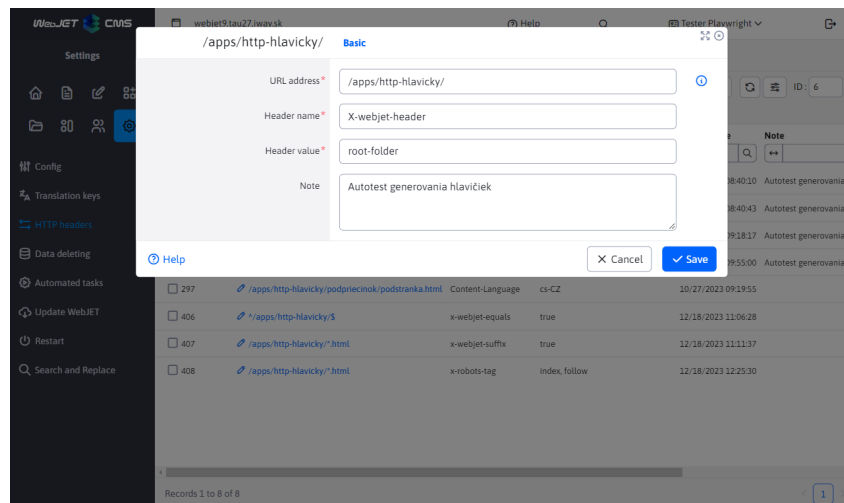 WebJET CMS
webjet9.tau27.iway.sk
Help
Tester Playwright
Settings
/apps/http-hlavicky/ Basic
URL address* /apps/http-hlavicky/
Header name* X-webjet-header
Header value* root-folder
Note Autotest generovania hlavičiek
Help
Cancel
Save
ID: 6
Note
Config
Translation keys
HTTP headers
Data deleting
Automated tasks
Update WebJET
Restart
Search and Replace
08:40:10 Autotest generovania
08:40:43 Autotest generovania
09:18:17 Autotest generovania
09:55:00 Autotest generovania
297 /apps/http-hlavicky/podpriecinok/podstranka.html Content-Language cs-CZ 10/27/2023 09:19:55
406 ^/apps/http-hlavicky/$ x-webjet-equals true 12/18/2023 11:06:28
407 /apps/http-hlavicky/*.html x-webjet-suffix true 12/18/2023 11:11:37
408 /apps/http-hlavicky/*.html x-robots-tag index, follow 12/18/2023 12:25:30
Records 1 to 8 of 8
1